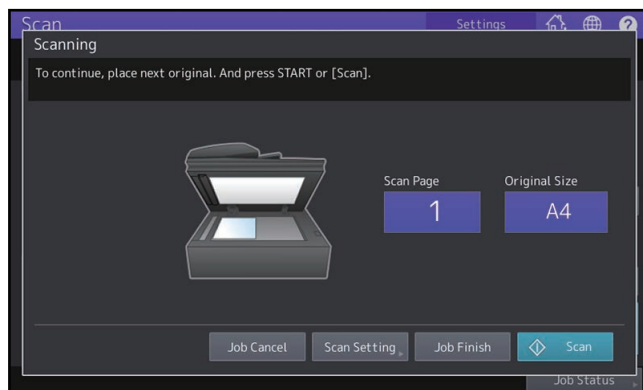 Scan
Settings
?
Scanning
To continue, place next original. And press START or [Scan].
Scan Page
Original Size
1
A4
Job Cancel
Scan Setting
Job Finish
Scan
Job Status